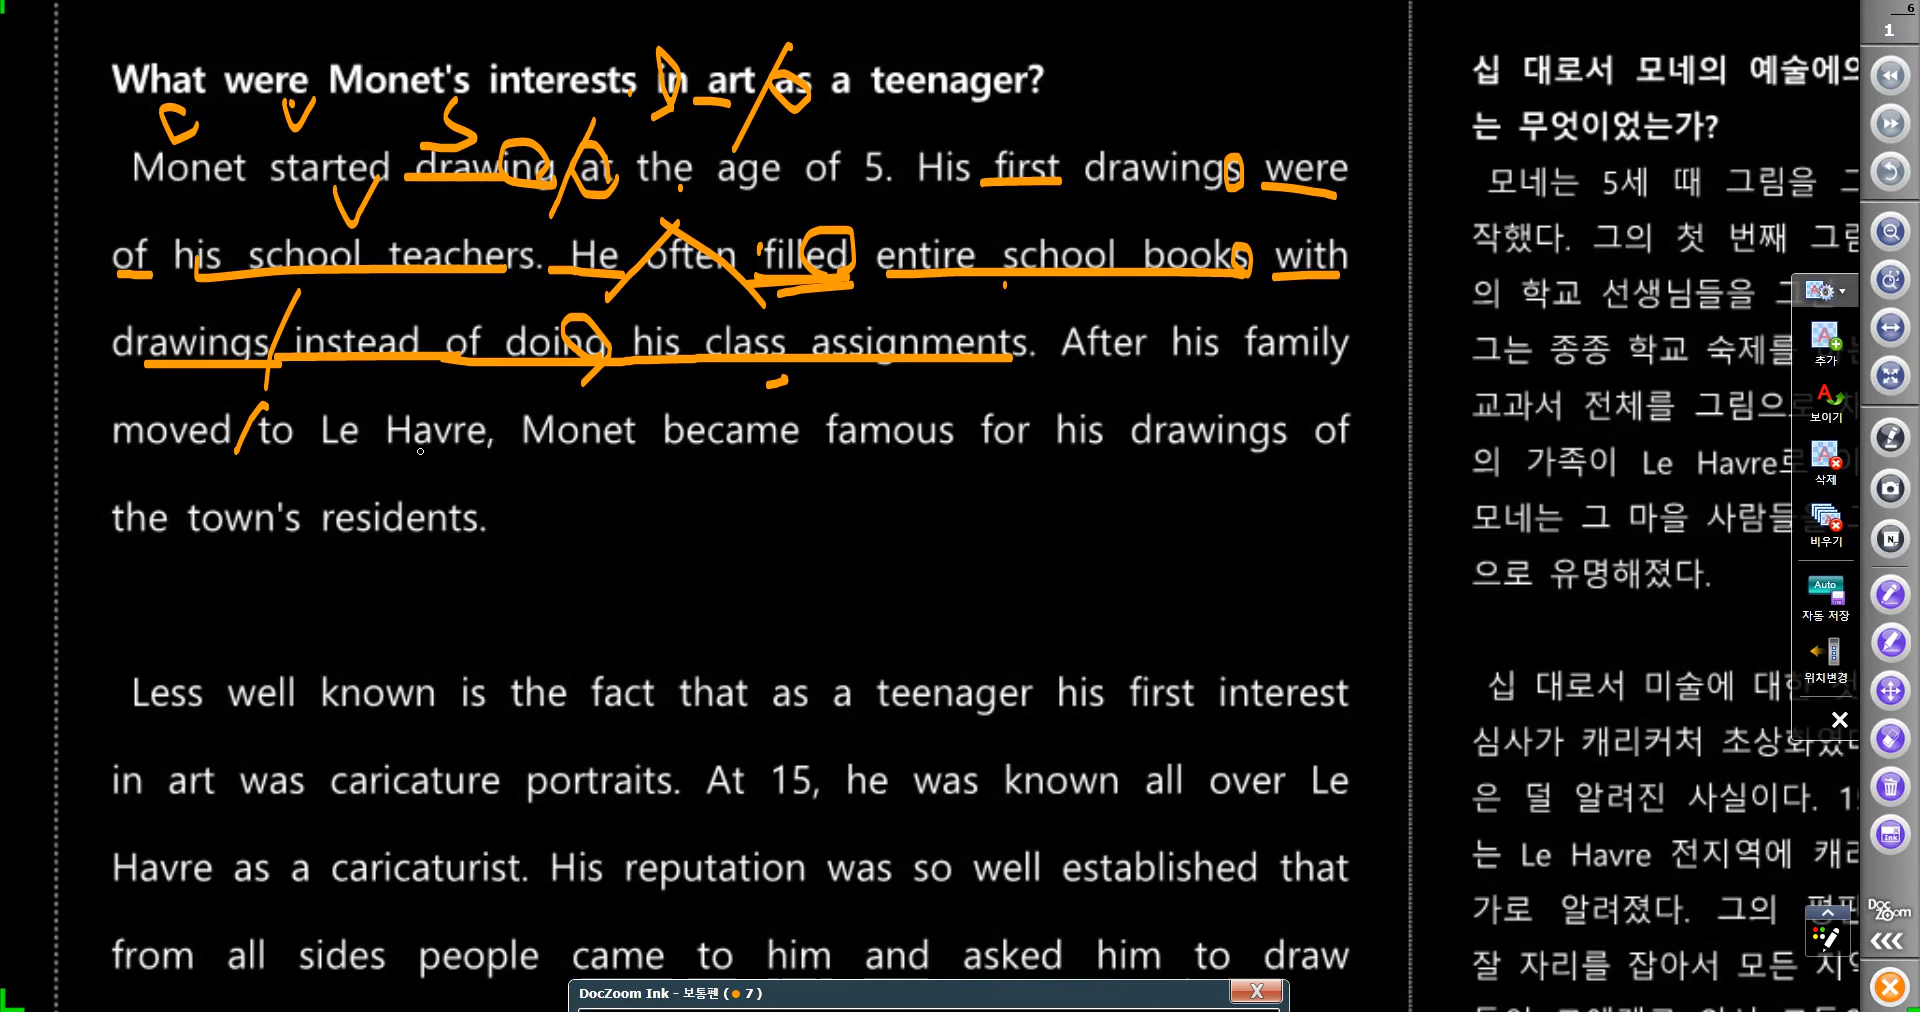 What were Monet's interests in art as a teenager?
Monet started drawing at the age of 5. His first drawings were
of his school teachers. He often filled entire school books with
drawings instead of doing his class assignments. After his family
moved to Le Havre, Monet became famous for his drawings of
the town's residents.
Less well known is the fact that as a teenager his first interest
in art was caricature portraits. At 15, he was known all over Le
Havre as a caricaturist. His reputation was so well established that
from all sides people came to him and asked him to draw
C V S
V
십 대로서 모네의 예술에의
는 무엇이었는가?
모네는 5세 때 그림을
작했다. 그의 첫 번째
의 학교 선생님들을
그는 종종 학교 숙제를
교과서 전체를 그림으로
의 가족이 Le Havre로
모네는 그 마을 사람들을
으로 유명해졌다.
십 대로서 미술에 대한
심사가 캐리커처 초상화였다
은 덜 알려진 사실이다.
는 Le Havre 전지역에 캐리
가로 알려졌다. 그의
잘 자리를 잡아서 모든
6
1
추가
보이기
삭제
비우기
Auto
자동 저장
위치변경
Doc
Zoom
DocZoom Ink - 보통펜 ( 7 )